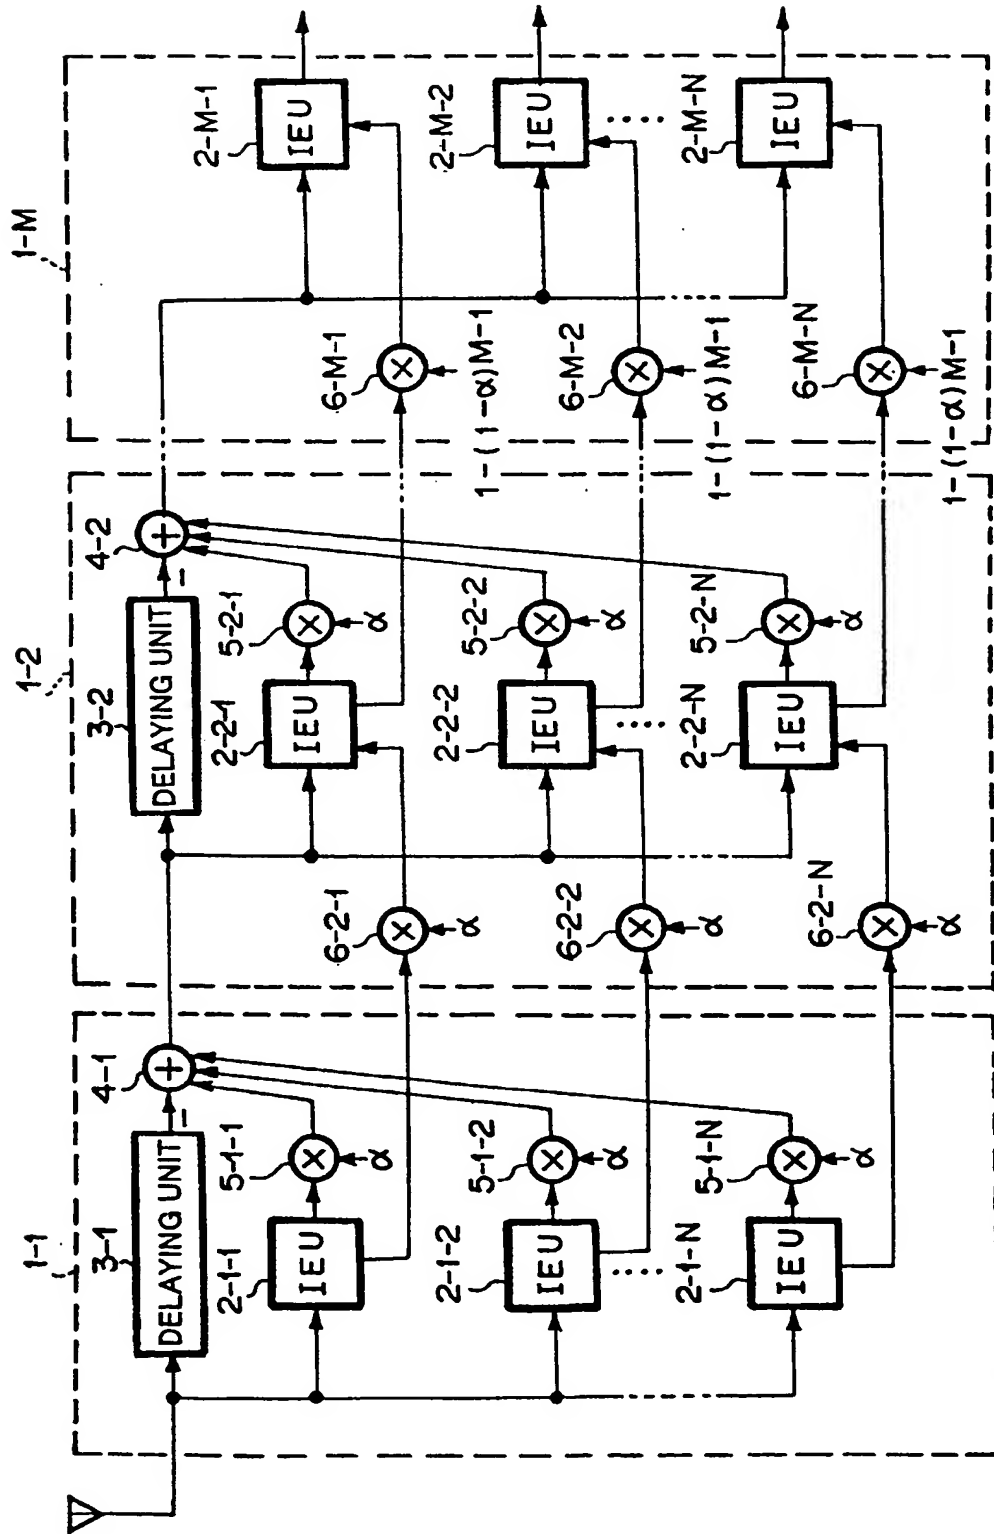 1-1
3-1
DELAYING UNIT
4-1
−
2-1-1
IEU
5-1-1
α
2-1-2
IEU
5-1-2
α
.....
2-1-N
IEU
5-1-N
α
1-2
3-2
DELAYING UNIT
4-2
−
6-2-1
α
2-2-1
IEU
5-2-1
α
6-2-2
α
2-2-2
IEU
5-2-2
α
.....
6-2-N
α
2-2-N
IEU
5-2-N
α
1-M
6-M-1
1-(1-α)M-1
2-M-1
IEU
6-M-2
1-(1-α)M-1
2-M-2
IEU
.....
6-M-N
1-(1-α)M-1
2-M-N
IEU